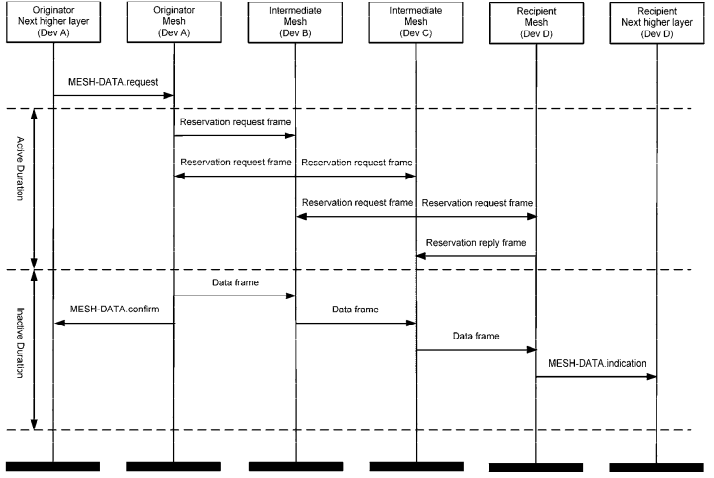 Originator
Next higher layer
(Dev A)
Originator
Mesh
(Dev A)
Intermediate
Mesh
(Dev B)
Intermediate
Mesh
(Dev C)
Recipient
Mesh
(Dev D)
Recipient
Next higher layer
(Dev D)
MESH-DATA.request
Active Duration
Reservation request frame
Reservation request frame
Reservation request frame
Reservation request frame
Reservation request frame
Reservation reply frame
Inactive Duration
Data frame
MESH-DATA.confirm
Data frame
Data frame
MESH-DATA.indication